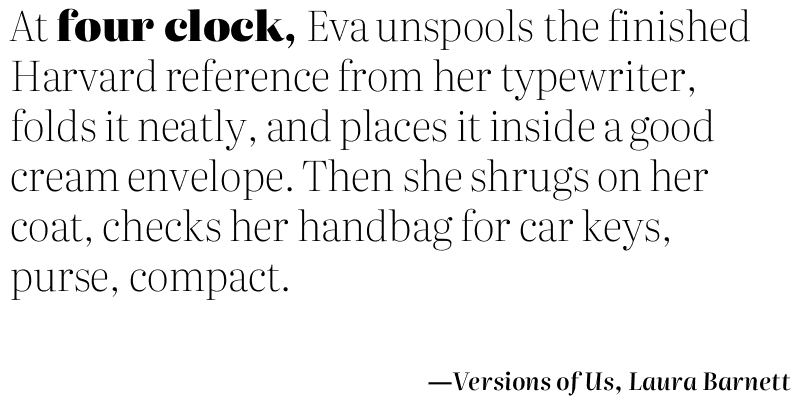 At four clock, Eva unspools the finished
Harvard reference from her typewriter,
folds it neatly, and places it inside a good
cream envelope. Then she shrugs on her
coat, checks her handbag for car keys,
purse, compact.
—Versions of Us, Laura Barnett